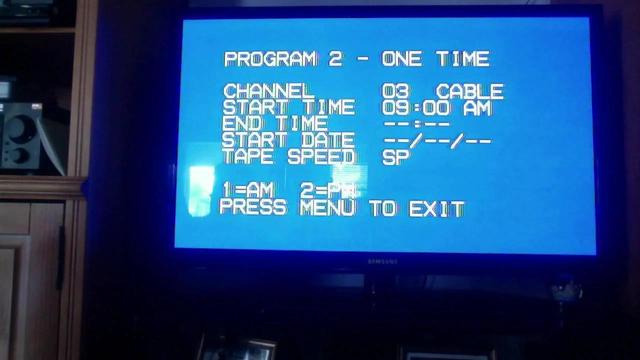 PROGRAM 2 - ONE TIME
CHANNEL 03 CABLE
START TIME 09:00 AM
END TIME --:--
START DATE --/--/--
TAPE SPEED SP
1=AM 2=PM
PRESS MENU TO EXIT
SAMSUNG